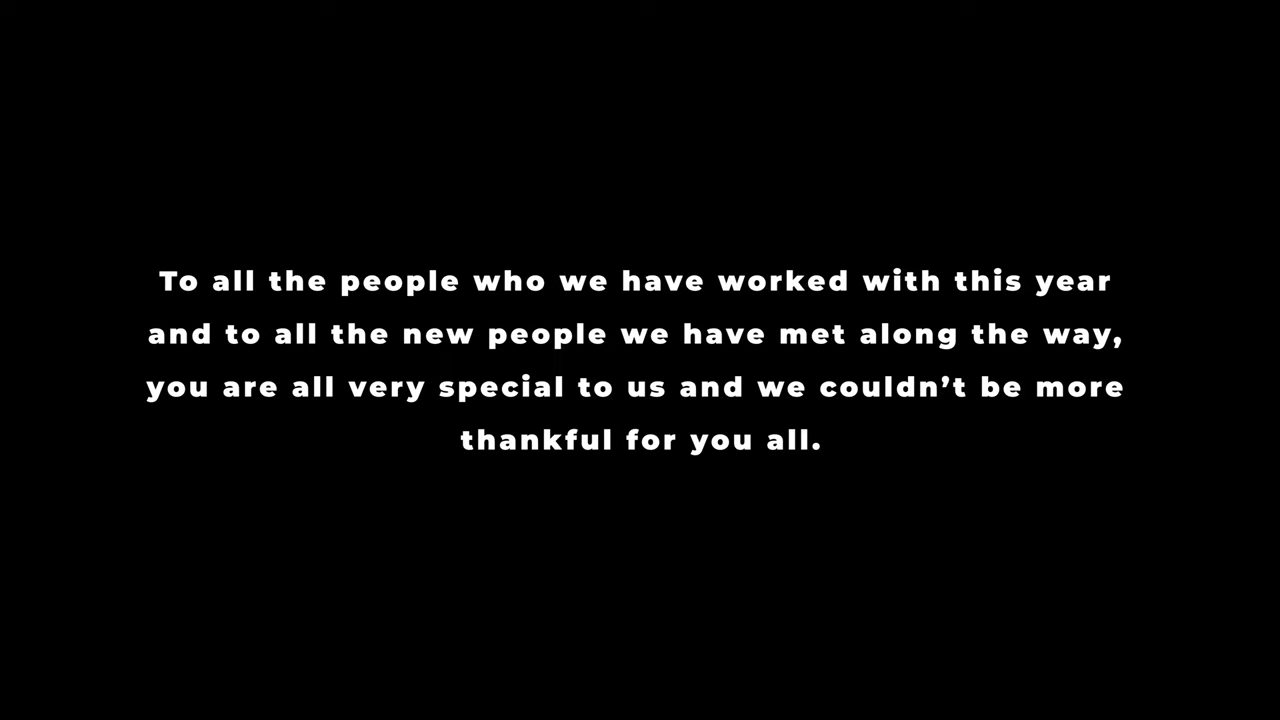 To all the people who we have worked with this year
and to all the new people we have met along the way,
you are all very special to us and we couldn’t be more
thankful for you all.